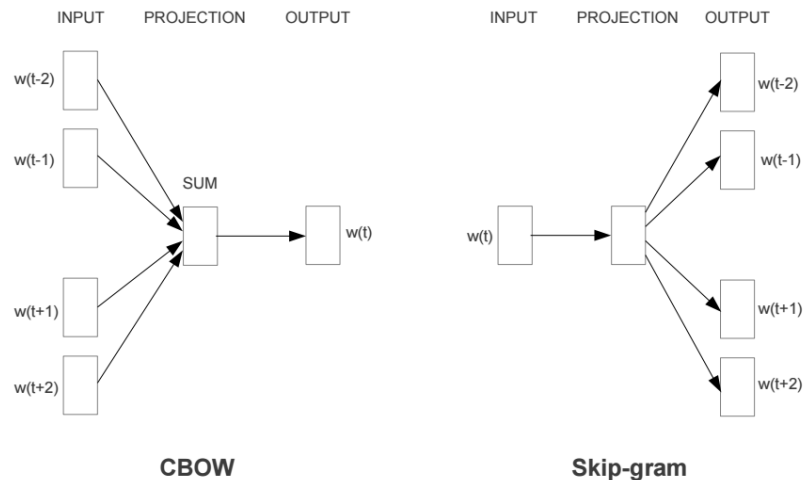 INPUT PROJECTION OUTPUT
w(t-2)
w(t-1)
SUM
w(t)
w(t+1)
w(t+2)
CBOW
INPUT PROJECTION OUTPUT
w(t-2)
w(t-1)
w(t)
w(t+1)
w(t+2)
Skip-gram